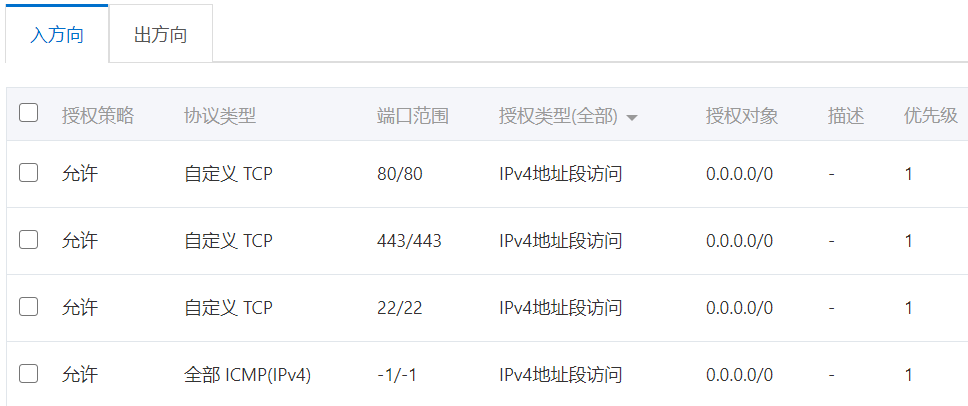 入方向 出方向
授权策略 协议类型 端口范围 授权类型(全部) 授权对象 描述 优先级
允许 自定义 TCP 80/80 IPv4地址段访问 0.0.0.0/0 - 1
允许 自定义 TCP 443/443 IPv4地址段访问 0.0.0.0/0 - 1
允许 自定义 TCP 22/22 IPv4地址段访问 0.0.0.0/0 - 1
允许 全部 ICMP(IPv4) -1/-1 IPv4地址段访问 0.0.0.0/0 - 1